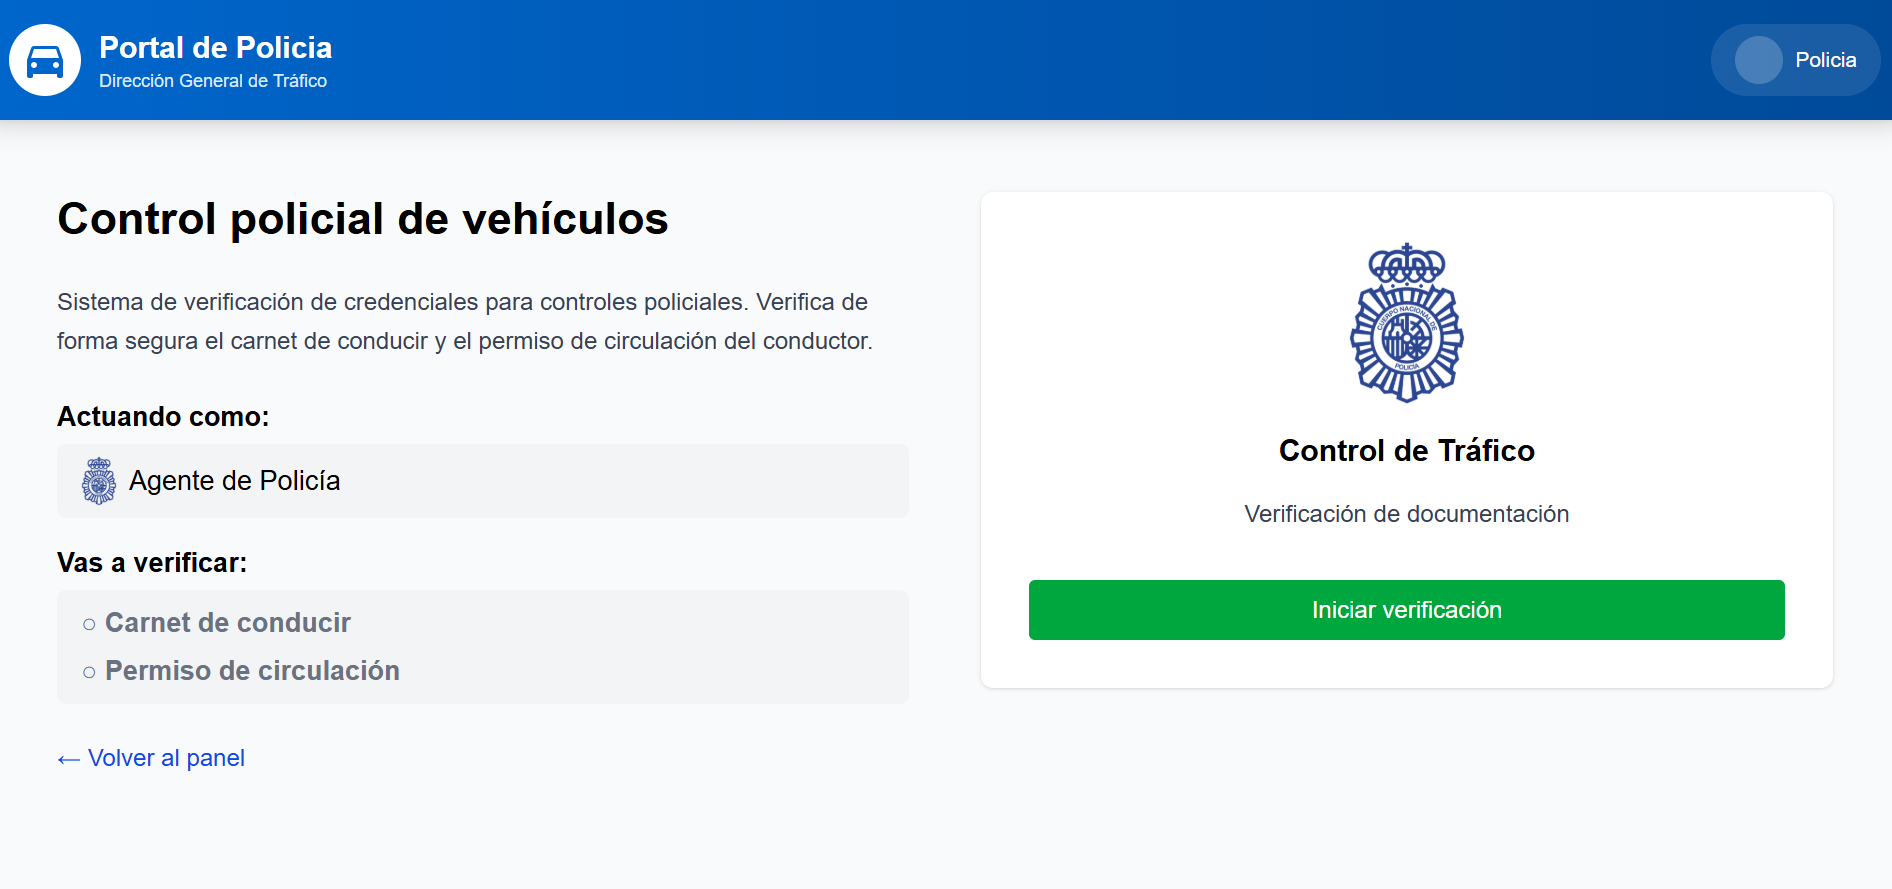 Portal de Policia
Dirección General de Tráfico
Policia
Control policial de vehículos
Sistema de verificación de credenciales para controles policiales. Verifica de
forma segura el carnet de conducir y el permiso de circulación del conductor.
Actuando como:
Agente de Policía
Vas a verificar:
○ Carnet de conducir
○ Permiso de circulación
← Volver al panel
CUERPO NACIONAL DE
POLICÍA
Control de Tráfico
Verificación de documentación
Iniciar verificación